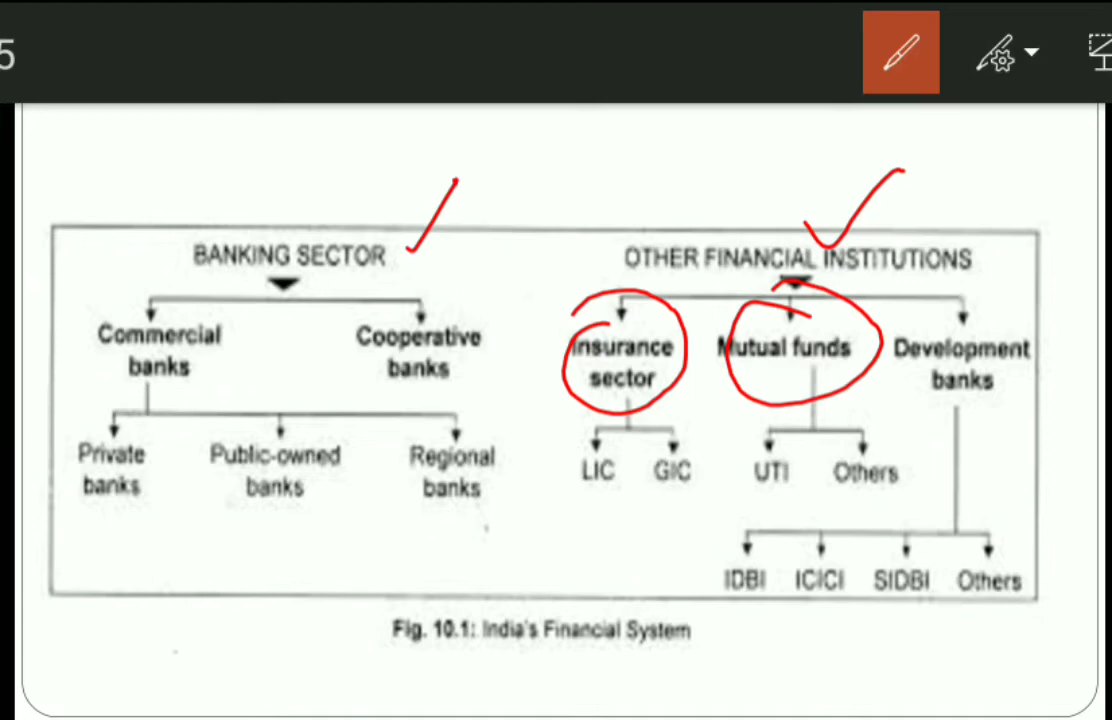 5
BANKING SECTOR
OTHER FINANCIAL INSTITUTIONS
Commercial
banks
Cooperative
banks
Insurance
sector
Mutual funds
Development
banks
Private
banks
Public-owned
banks
Regional
banks
LIC
GIC
UTI
Others
IDBI
ICICI
SIDBI
Others
Fig. 10.1: India's Financial System